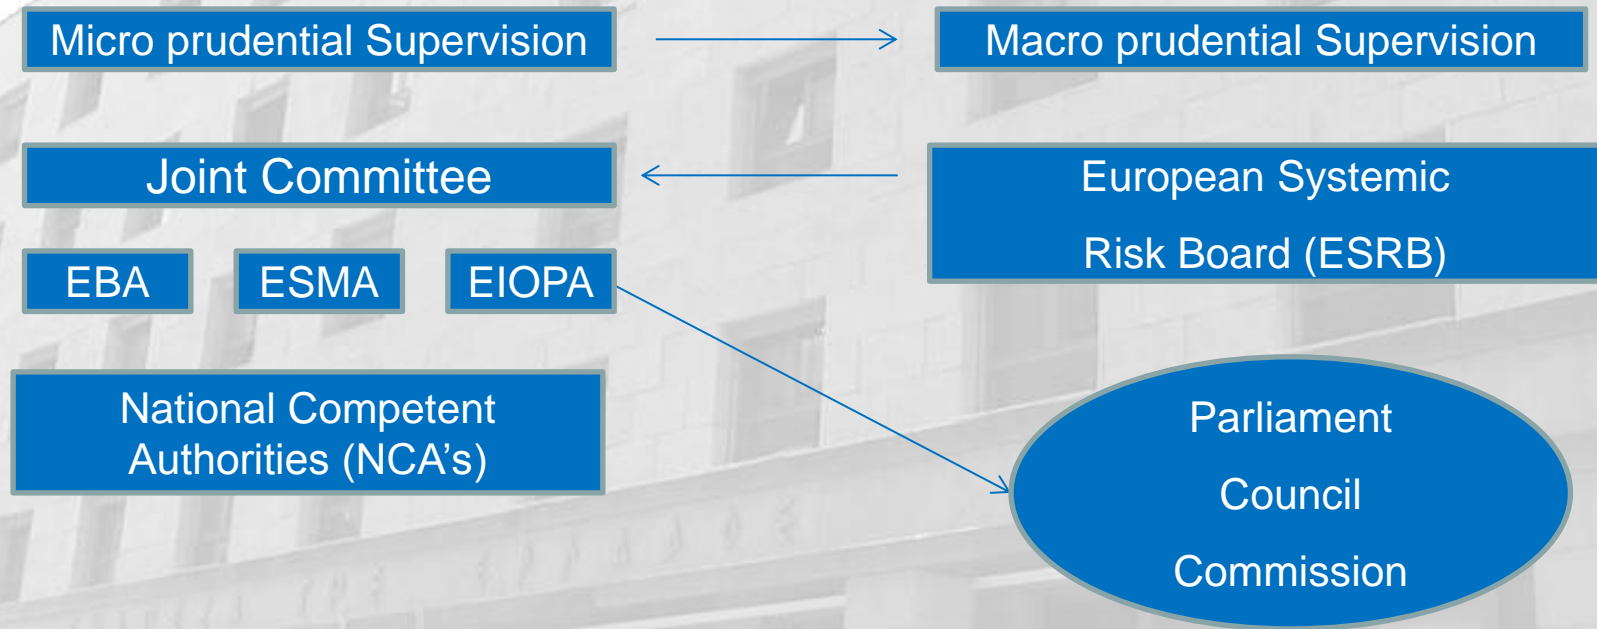 Micro prudential Supervision
Macro prudential Supervision
Joint Committee
European Systemic
Risk Board (ESRB)
EBA
ESMA
EIOPA
National Competent
Authorities (NCA's)
Parliament
Council
Commission